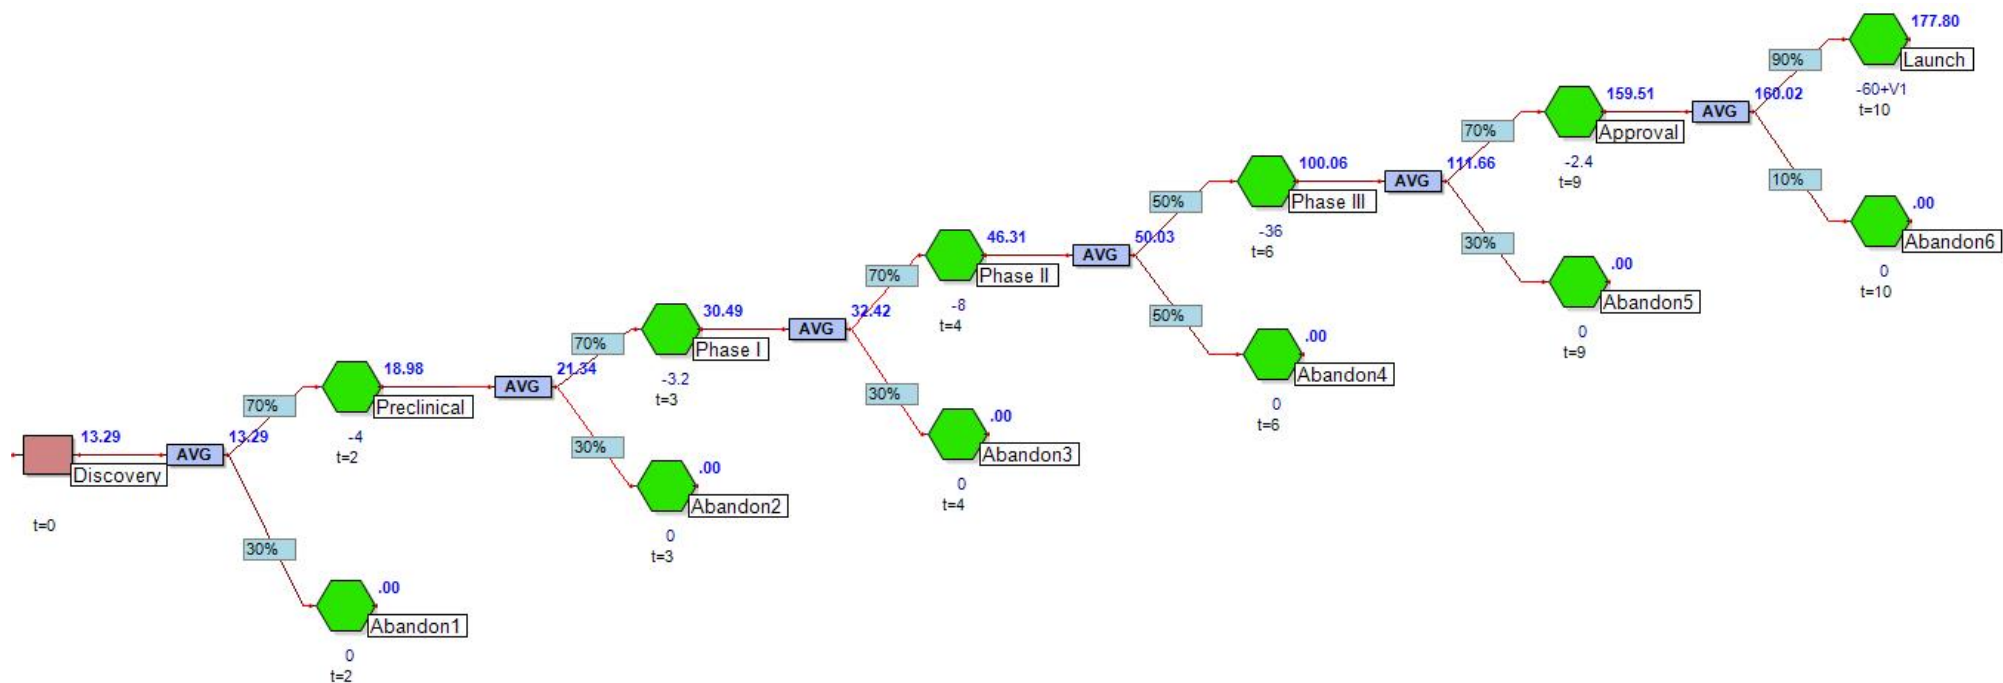 177.80
90%
Launch
-60+V1
t=10
159.51
AVG
160.02
70%
Approval
-2.4
t=9
10%
.00
Abandon6
0
t=10
100.06
AVG
111.66
50%
Phase III
-36
t=6
30%
.00
Abandon5
0
t=9
46.31
AVG
50.03
70%
Phase II
-8
t=4
50%
.00
Abandon4
0
t=6
30.49
AVG
32.42
70%
Phase I
-3.2
t=3
30%
.00
Abandon3
0
t=4
18.98
AVG
21.34
70%
Preclinical
-4
t=2
30%
.00
Abandon2
0
t=3
13.29
AVG
13.29
Discovery
t=0
30%
.00
Abandon1
0
t=2